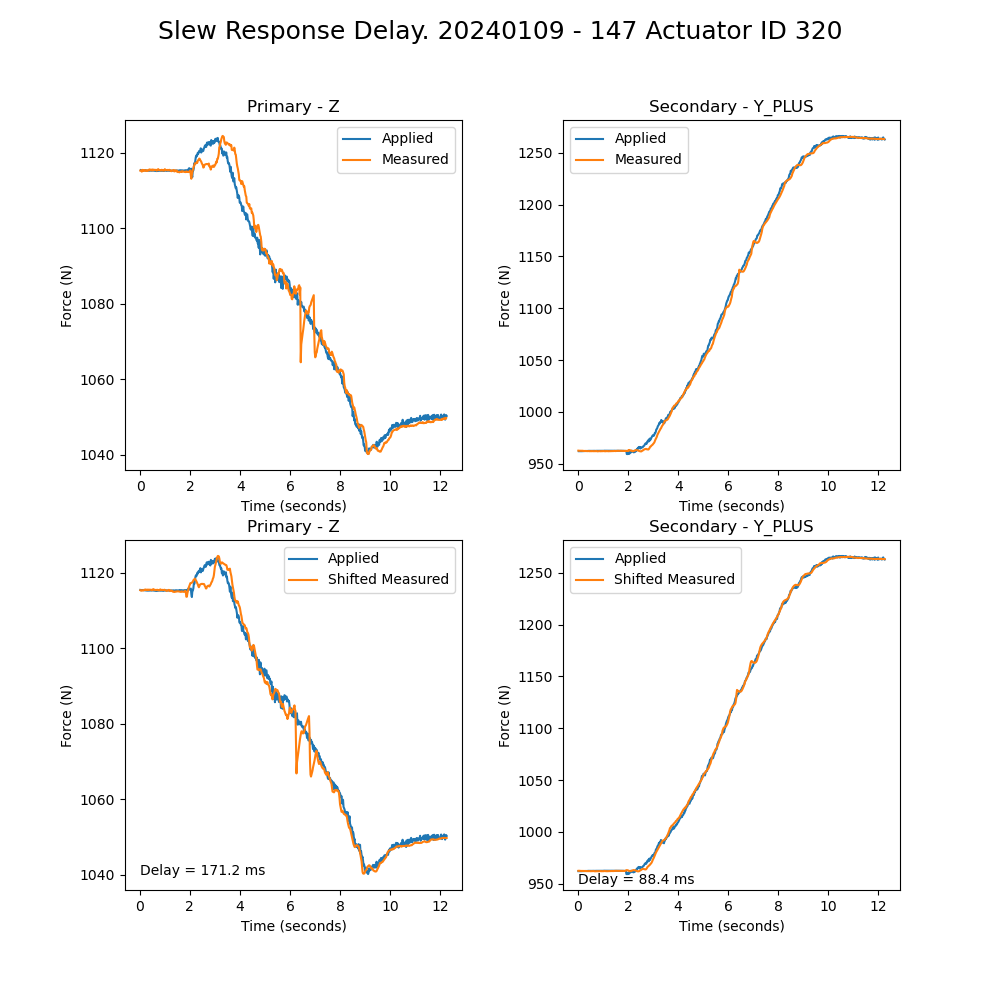 Slew Response Delay. 20240109 - 147 Actuator ID 320
Primary - Z
Applied
Measured
Force (N)
1120
1100
1080
1060
1040
0 2 4 6 8 10 12
Time (seconds)
Secondary - Y_PLUS
Applied
Measured
Force (N)
1250
1200
1150
1100
1050
1000
950
0 2 4 6 8 10 12
Time (seconds)
Primary - Z
Applied
Shifted Measured
Force (N)
1120
1100
1080
1060
1040
Delay = 171.2 ms
0 2 4 6 8 10 12
Time (seconds)
Secondary - Y_PLUS
Applied
Shifted Measured
Force (N)
1250
1200
1150
1100
1050
1000
950
Delay = 88.4 ms
0 2 4 6 8 10 12
Time (seconds)